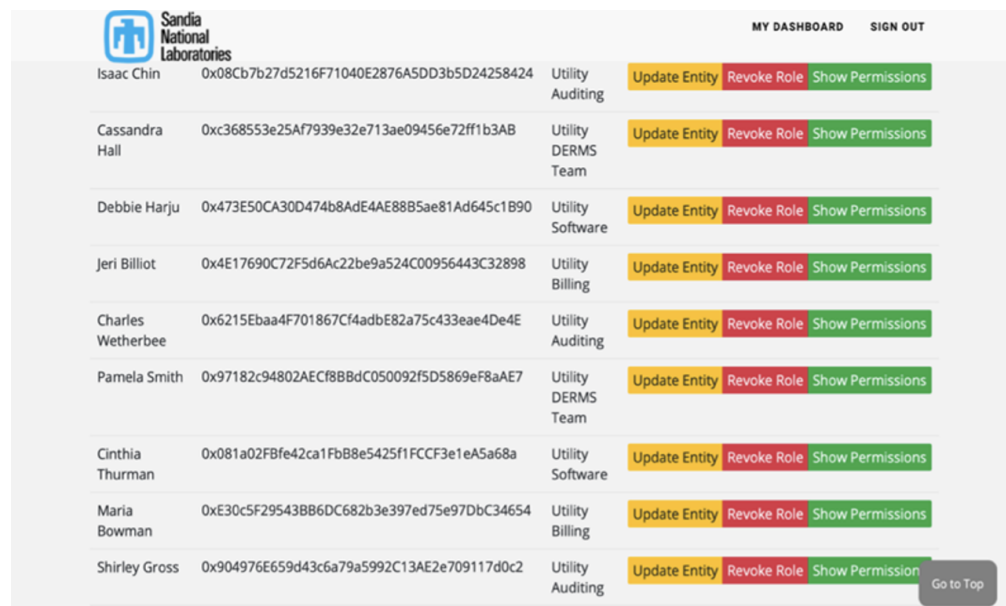 Sandia
National
Laboratories
MY DASHBOARD SIGN OUT
Isaac Chin 0x08Cb7b27d5216F71040E2876A5DD3b5D24258424 Utility Update Entity Revoke Role Show Permissions
Auditing
Cassandra 0xc368553e25Af7939e32e713ae09456e72ff1b3AB Utility Update Entity Revoke Role Show Permissions
Hall DERMS
Team
Debbie Harju 0x473E50CA30D474b8AdE4AE88B5ae81Ad645c1B90 Utility Update Entity Revoke Role Show Permissions
Software
Jeri Billiot 0x4E17690C72F5d6Ac22be9a524C00956443C32898 Utility Update Entity Revoke Role Show Permissions
Billing
Charles 0x6215Ebaa4F701867Cf4adbE82a75c433eae4De4E Utility Update Entity Revoke Role Show Permissions
Wetherbee Auditing
Pamela Smith 0x97182c94802AECf8BBdC050092f5D5869eF8aAE7 Utility Update Entity Revoke Role Show Permissions
DERMS
Team
Cinthia 0x081a02FBfe42ca1FbB8e5425f1FCCF3e1eA5a68a Utility Update Entity Revoke Role Show Permissions
Thurman Software
Maria 0xE30c5F29543BB6DC682b3e397ed75e97DbC34654 Utility Update Entity Revoke Role Show Permissions
Bowman Billing
Shirley Gross 0x904976E659d43c6a79a5992C13AE2e709117d0c2 Utility Update Entity Revoke Role Show Permission
Auditing
Go to Top